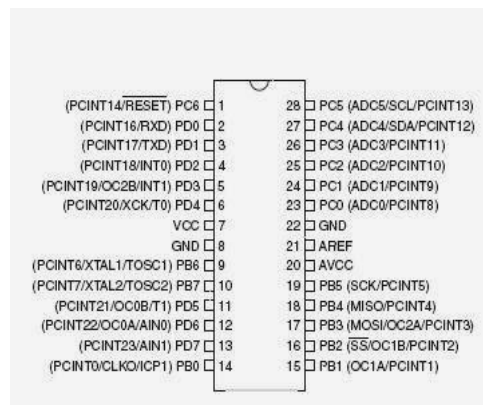 (PCINT14/RESET) PC6 1 28 PC5 (ADC5/SCL/PCINT13)
(PCINT16/RXD) PD0 2 27 PC4 (ADC4/SDA/PCINT12)
(PCINT17/TXD) PD1 3 26 PC3 (ADC3/PCINT11)
(PCINT18/INT0) PD2 4 25 PC2 (ADC2/PCINT10)
(PCINT19/OC2B/INT1) PD3 5 24 PC1 (ADC1/PCINT9)
(PCINT20/XCK/T0) PD4 6 23 PC0 (ADC0/PCINT8)
VCC 7 22 GND
GND 8 21 AREF
(PCINT6/XTAL1/TOSC1) PB6 9 20 AVCC
(PCINT7/XTAL2/TOSC2) PB7 10 19 PB5 (SCK/PCINT5)
(PCINT21/OC0B/T1) PD5 11 18 PB4 (MISO/PCINT4)
(PCINT22/OC0A/AIN0) PD6 12 17 PB3 (MOSI/OC2A/PCINT3)
(PCINT23/AIN1) PD7 13 16 PB2 (SS/OC1B/PCINT2)
(PCINT0/CLKO/ICP1) PB0 14 15 PB1 (OC1A/PCINT1)